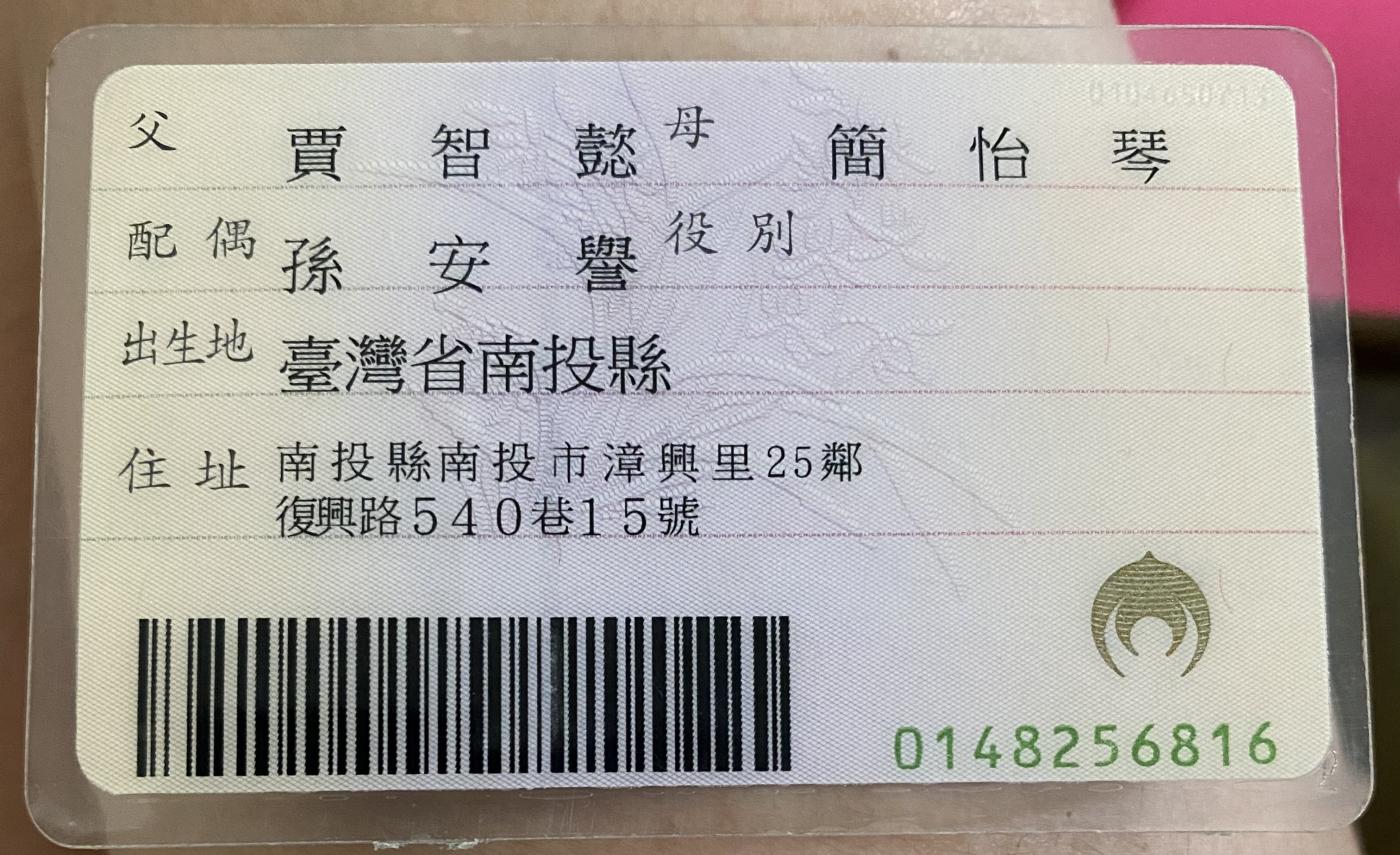 父 賈智懿 母 簡怡琴
配偶 孫安譽 役別
出生地 臺灣省南投縣
住址 南投縣南投市漳興里25鄰
復興路540巷15號
0148256816